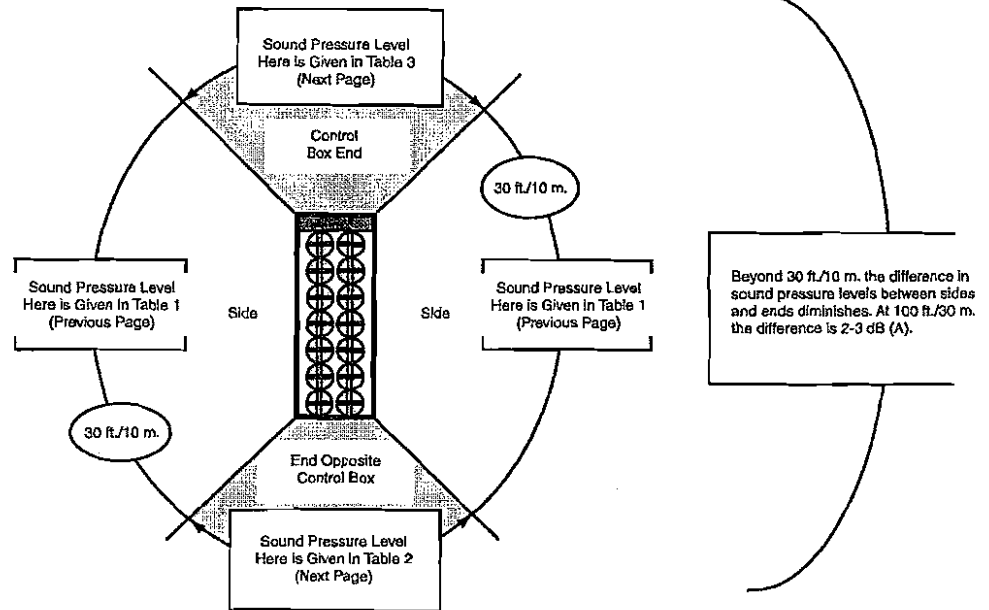 Sound Pressure Level
Here is Given in Table 3
(Next Page)
Control
Box End
30 ft./10 m.
Sound Pressure Level
Here is Given in Table 1
(Previous Page)
Side
Side
Sound Pressure Level
Here is Given in Table 1
(Previous Page)
Beyond 30 ft./10 m. the difference in
sound pressure levels between sides
and ends diminishes. At 100 ft./30 m.
the difference is 2-3 dB (A).
30 ft./10 m.
End Opposite
Control Box
Sound Pressure Level
Here is Given in Table 2
(Next Page)